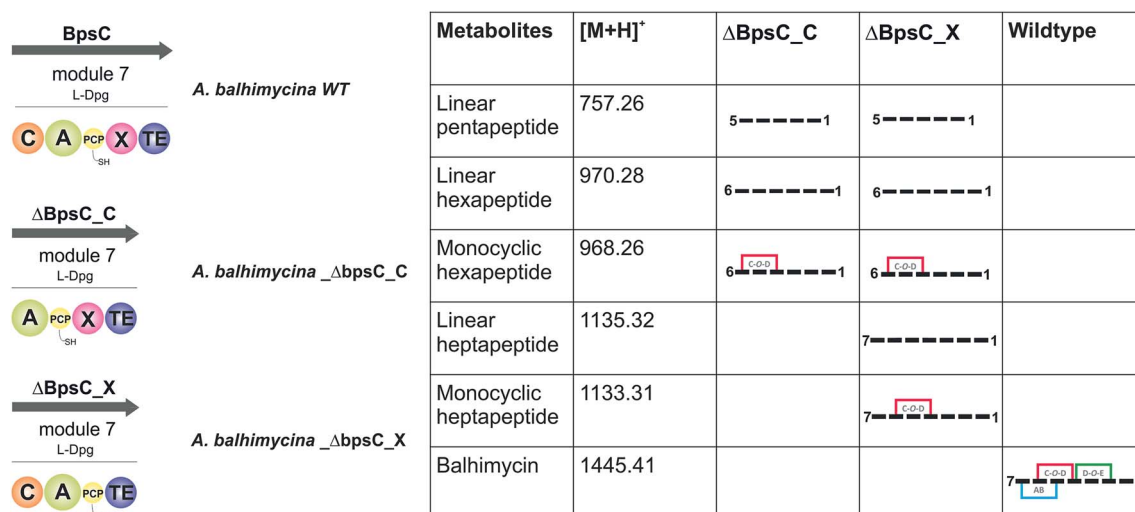 BpsC
module 7
L-Dpg
C A PCP X TE
SH
A. balhimycina WT
ΔBpsC_C
module 7
L-Dpg
A PCP X TE
SH
A. balhimycina _ΔbpsC_C
ΔBpsC_X
module 7
L-Dpg
C A PCP TE
A. balhimycina _ΔbpsC_X
Metabolites [M+H]+ ΔBpsC_C ΔBpsC_X Wildtype
Linear 757.26
pentapeptide
5 1 5 1
Linear 970.28
hexapeptide
6 1 6 1
Monocyclic 968.26
hexapeptide
C-O-D C-O-D
6 1 6 1
Linear 1135.32
heptapeptide
7 1
Monocyclic 1133.31
heptapeptide
C-O-D
7 1
Balhimycin 1445.41
C-O-D D-O-E
7
AB